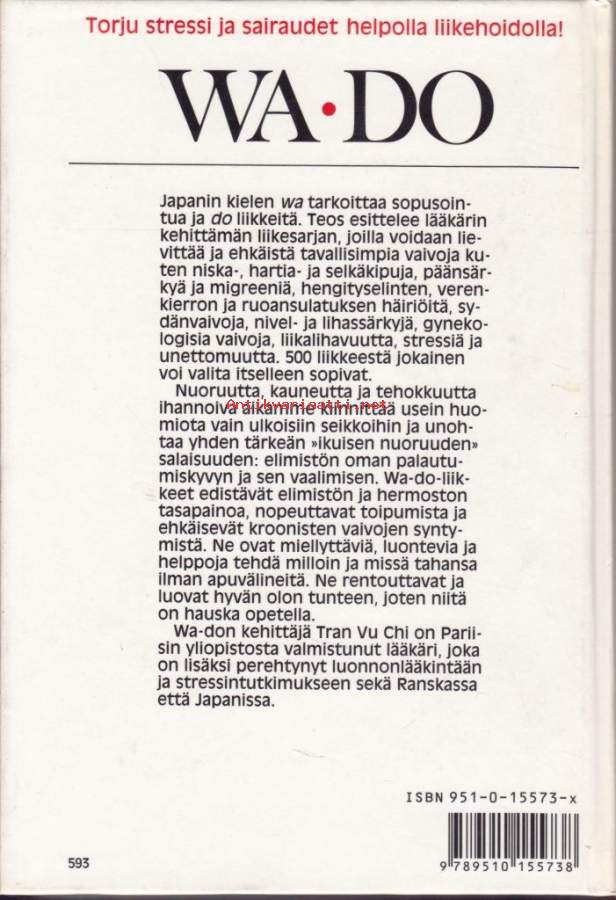 Torju stressi ja sairaudet helpolla liikehoidolla!
WA•DO
Japanin kielen wa tarkoittaa sopusoin-
tua ja do liikkeitä. Teos esittelee lääkärin
kehittämän liikesarjan, joilla voidaan lie-
vittää ja ehkäistä tavallisimpia vaivoja ku-
ten niska-, hartia- ja selkäkipuja, päänsär-
kyä ja migreeniä, hengityselinten, veren-
kierron ja ruoansulatuksen häiriöitä, sy-
dänvaivoja, nivel- ja lihassärkyjä, gyneko-
logisia vaivoja, liikalihavuutta, stressiä ja
unettomuutta. 500 liikkeestä jokainen
voi valita itselleen sopivat.
Nuoruutta, kauneutta ja tehokkuutta
ihannoiva aikamme kiinnittää usein huo-
Antikvariaatti.net
miota vain ulkoisiin seikkoihin ja unoh-
taa yhden tärkeän »ikuisen nuoruuden»
salaisuuden: elimistön oman palautu-
miskyvyn ja sen vaalimisen. Wa-do-liik-
keet edistävät elimistön ja hermoston
tasapainoa, nopeuttavat toipumista ja
ehkäisevät kroonisten vaivojen synty-
mistä. Ne ovat miellyttäviä, luontevia ja
helppoja tehdä milloin ja missä tahansa
ilman apuvälineitä. Ne rentouttavat ja
luovat hyvän olon tunteen, joten niitä
on hauska opetella.
Wa-don kehittäjä Tran Vu Chi on Parii-
sin yliopistosta valmistunut lääkäri, joka
on lisäksi perehtynyt luonnonlääkintään
ja stressintutkimukseen sekä Ranskassa
että Japanissa.
ISBN 951-0-15573-x
593
9 789510 155738